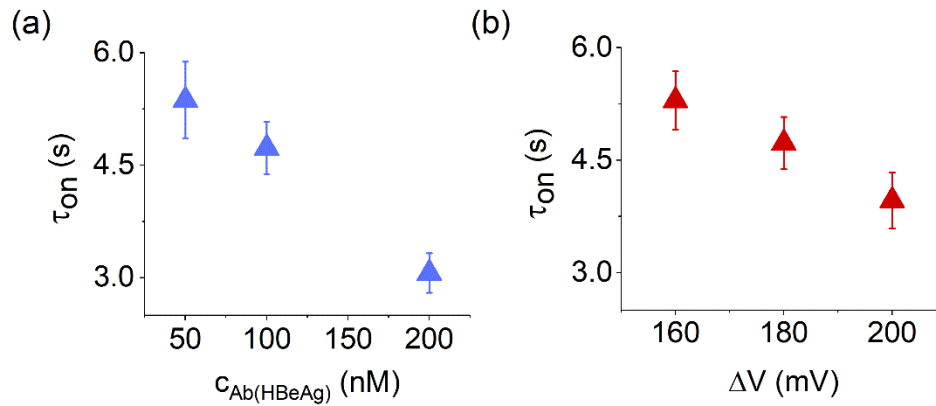 (a)
τon (s)
6.0
4.5
3.0
50 100 150 200
cAb(HBeAg) (nM)
(b)
τon (s)
6.0
4.5
3.0
160 180 200
ΔV (mV)